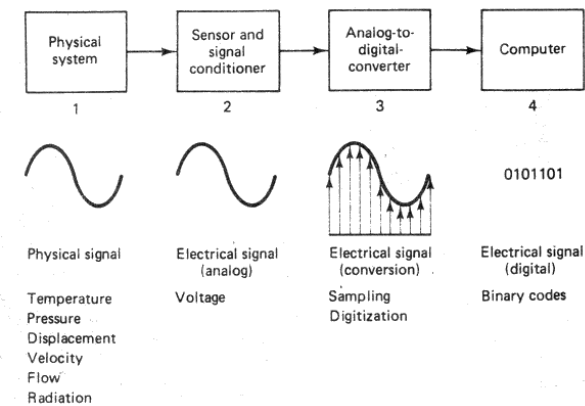 Physical
system
Sensor and
signal
conditioner
Analog-to-
digital-
converter
Computer
1
2
3
4
0101101
Physical signal
Electrical signal
(analog)
Electrical signal
(conversion)
Electrical signal
(digital)
Temperature
Pressure
Displacement
Velocity
Flow
Radiation
Voltage
Sampling
Digitization
Binary codes